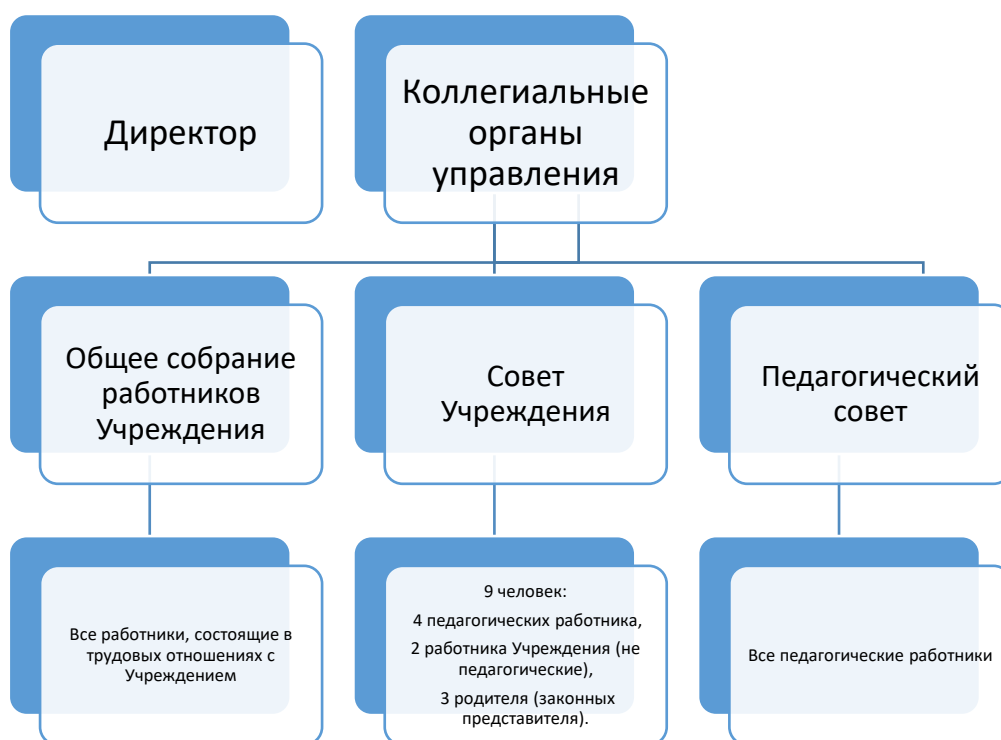 Директор
Коллегиальные
органы
управления
Общее собрание
работников
Учреждения
Совет
Учреждения
Педагогический
совет
Все работники, состоящие в
трудовых отношениях с
Учреждением
9 человек:
4 педагогических работника,
2 работника Учреждения (не
педагогические),
3 родителя (законных
представителя).
Все педагогические работники